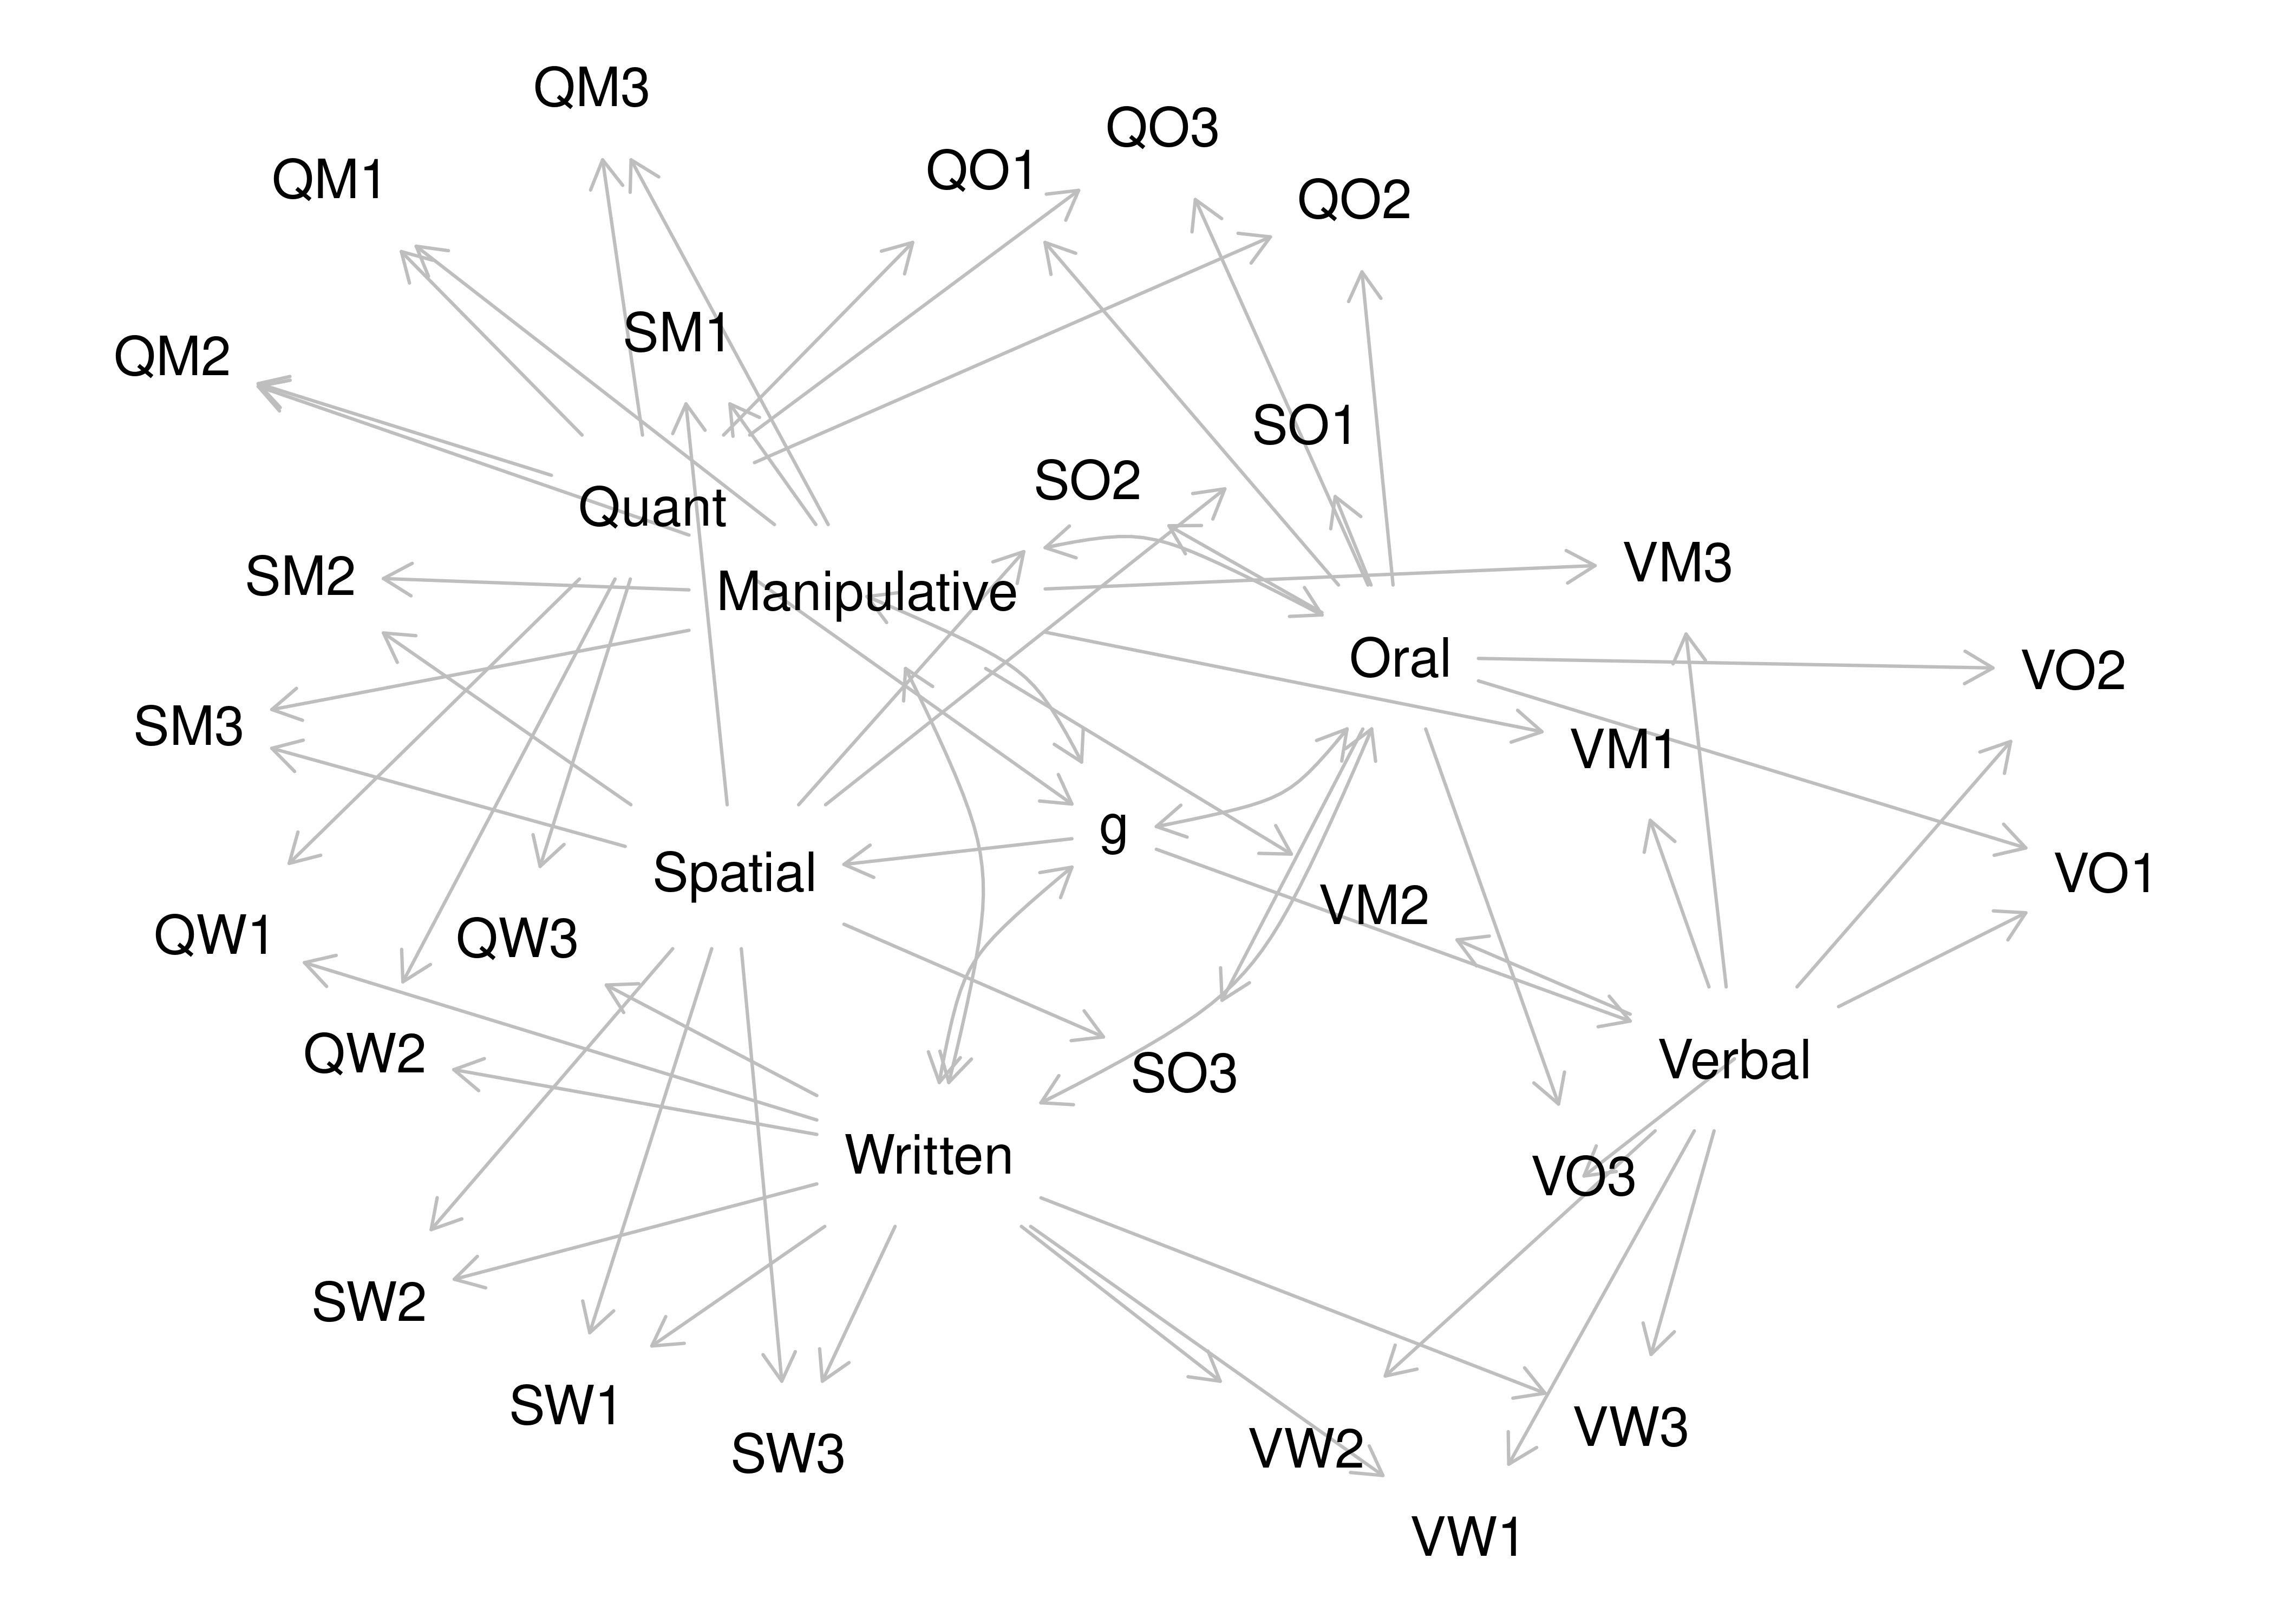 QM3
QO3
QO1
QM1
QO2
SM1
QM2
SO1
SO2
Quant
VM3
SM2
Manipulative
Oral
VO2
SM3
VM1
g
Spatial
VO1
VM2
QW1
QW3
QW2
Verbal
SO3
Written
VO3
SW2
SW1
VW3
VW2
SW3
VW1